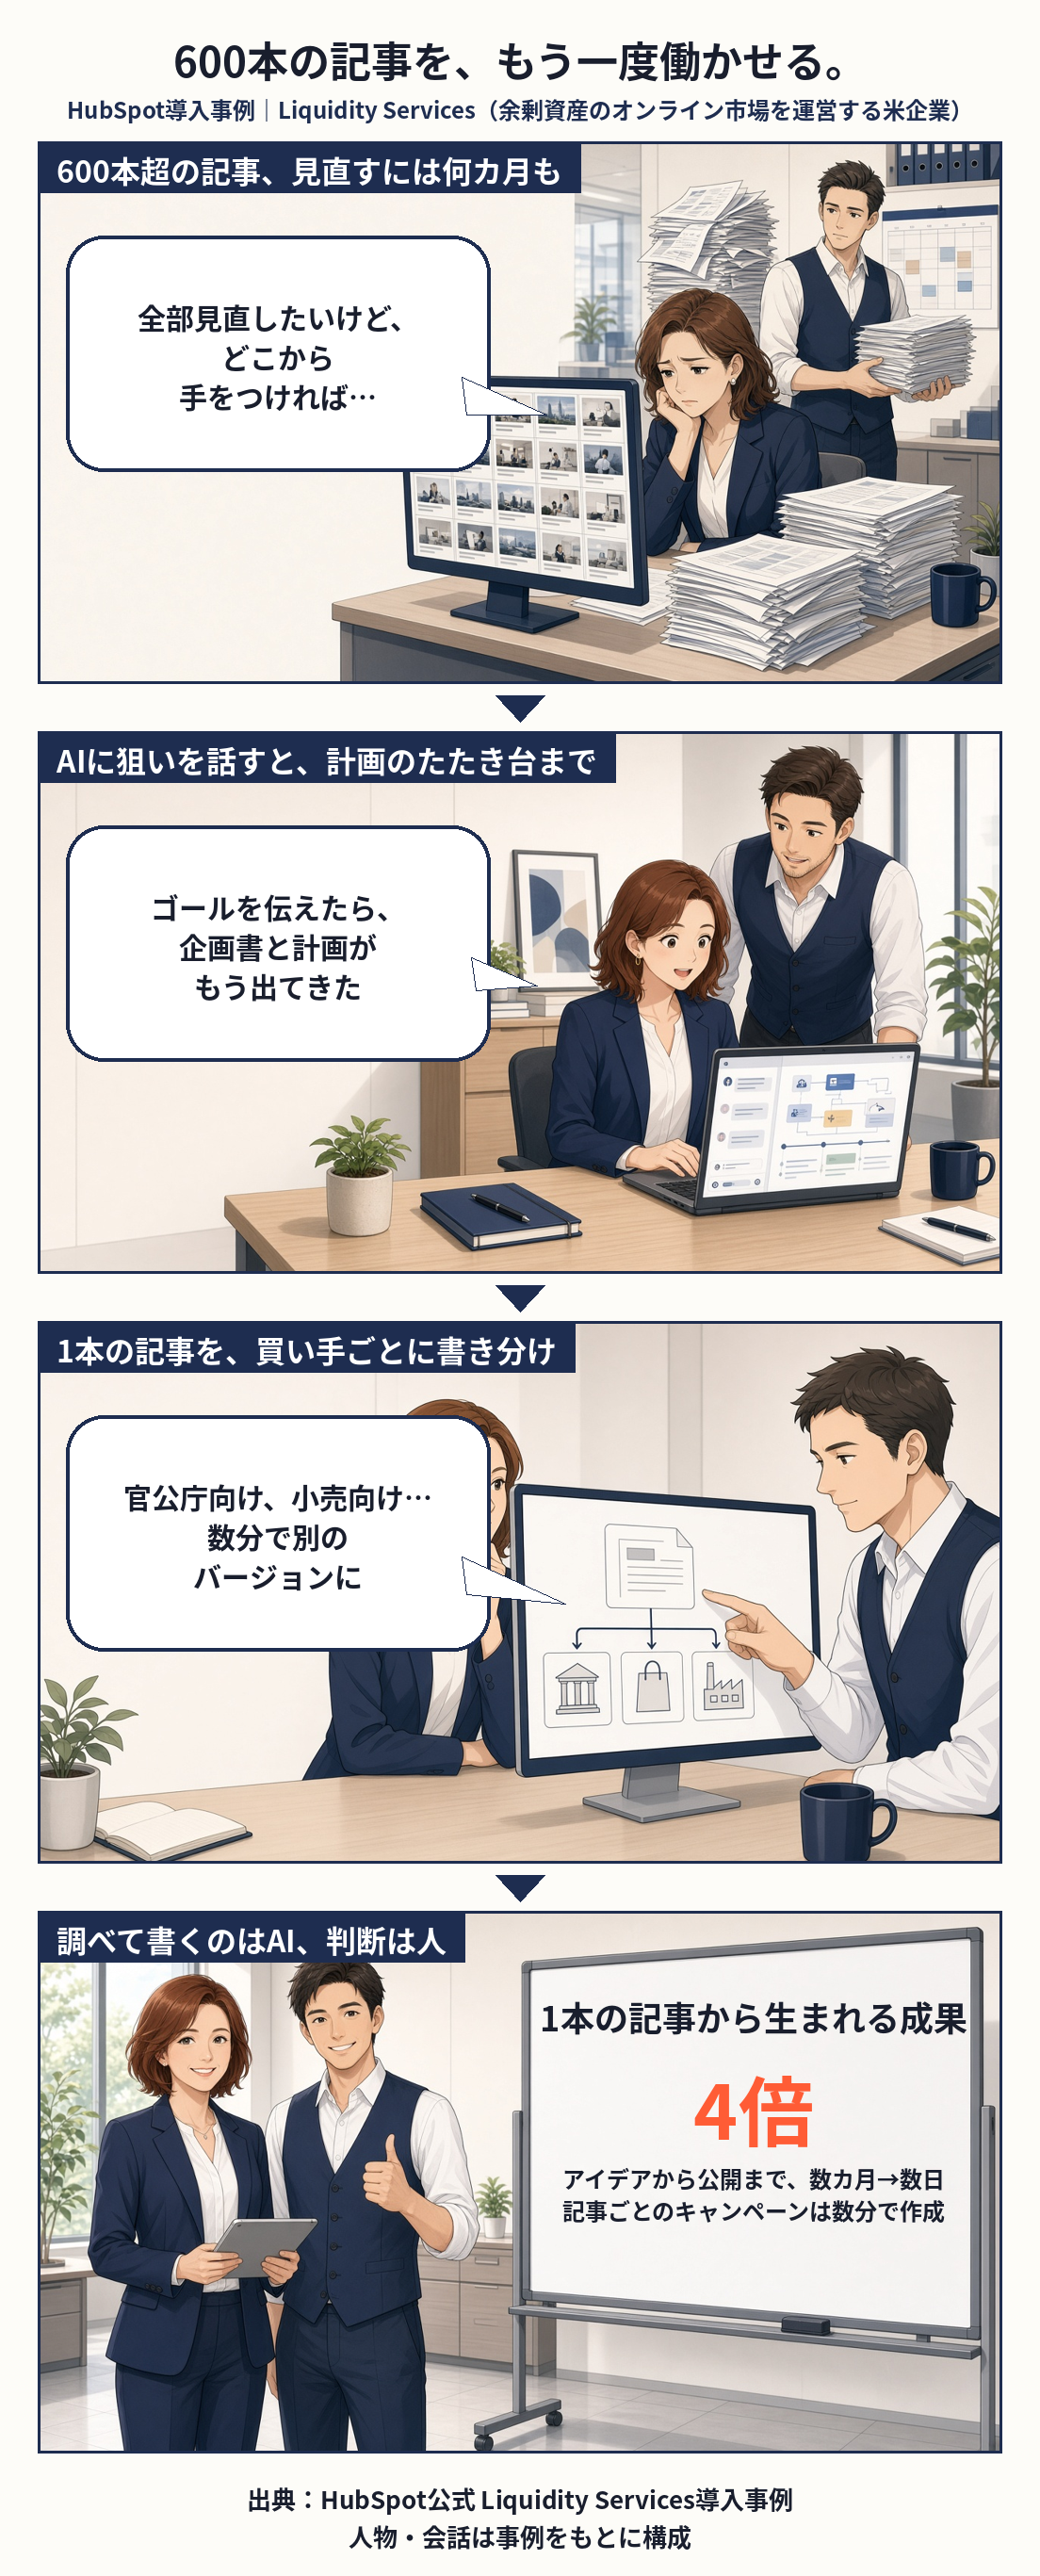 600本の記事を、もう一度働かせる。
HubSpot導入事例｜Liquidity Services（余剰資産のオンライン市場を運営する米企業）
600本超の記事、見直すには何カ月も
全部見直したいけど、
どこから
手をつければ…
AIに狙いを話すと、計画のたたき台まで
ゴールを伝えたら、
企画書と計画が
もう出てきた
1本の記事を、買い手ごとに書き分け
官公庁向け、小売向け…
数分で別の
バージョンに
調べて書くのはAI、判断は人
1本の記事から生まれる成果
4倍
アイデアから公開まで、数カ月→数日
記事ごとのキャンペーンは数分で作成
出典：HubSpot公式 Liquidity Services導入事例
人物・会話は事例をもとに構成